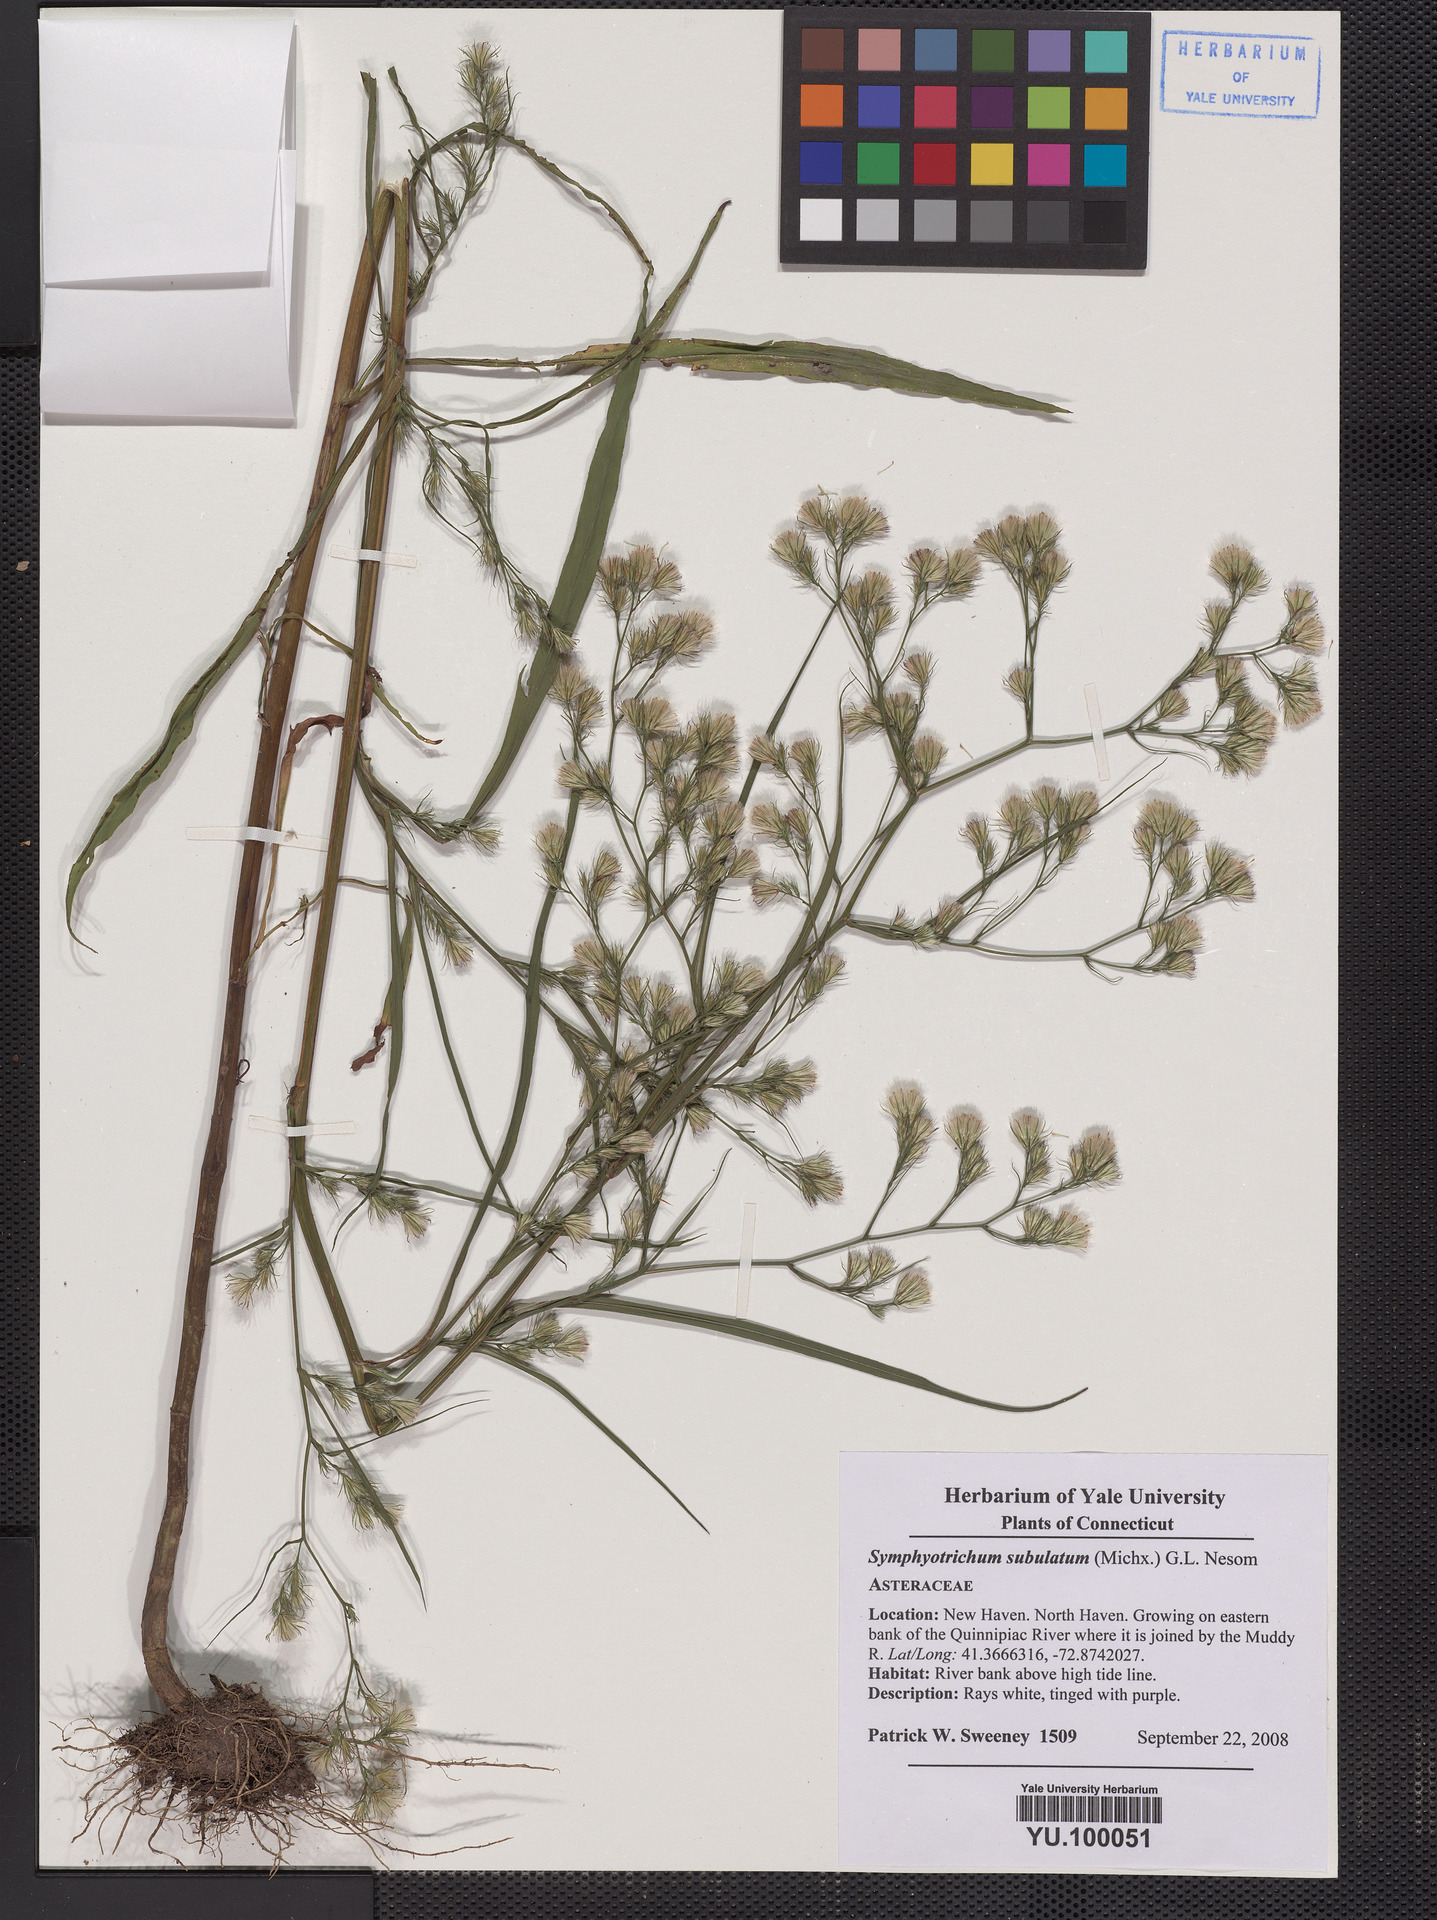 HERBARIUM
OF
YALE UNIVERSITY
Herbarium of Yale University
Plants of Connecticut
Symphyotrichum subulatum (Michx.) G.L. Nesom
ASTERACEAE
Location: New Haven. North Haven. Growing on eastern
bank of the Quinnipiac River where it is joined by the Muddy
R. Lat/Long: 41.3666316, -72.8742027.
Habitat: River bank above high tide line.
Description: Rays white, tinged with purple.
Patrick W. Sweeney 1509 September 22, 2008
Yale University Herbarium
YU.100051